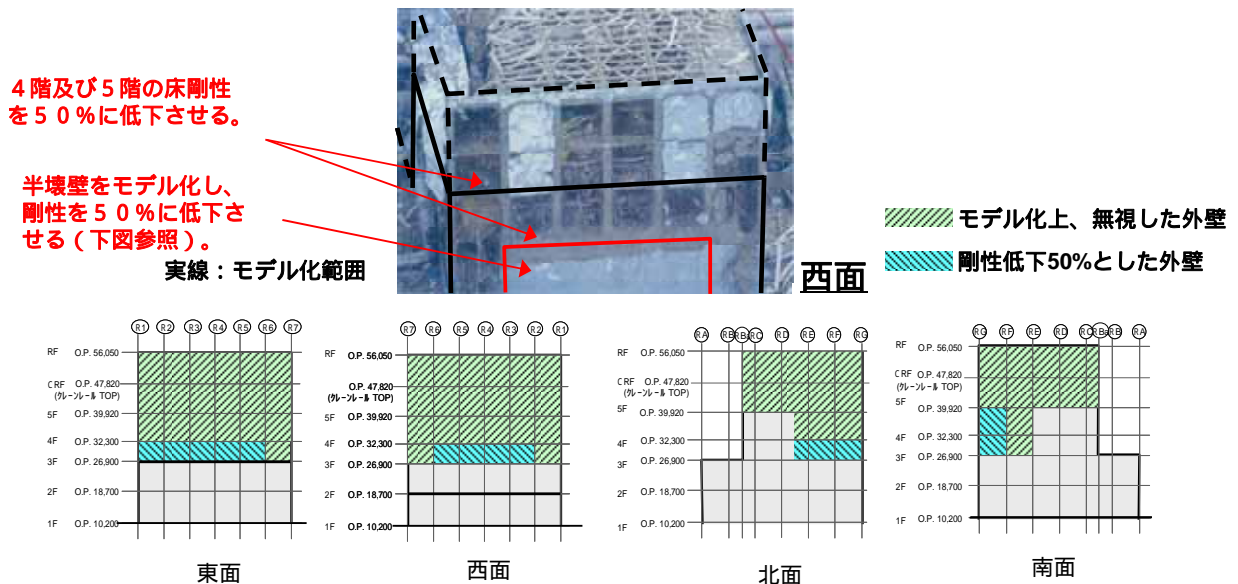 ４階及び５階の床剛性
を５０％に低下させる。
半壊壁をモデル化し、
剛性を５０％に低下さ
せる（下図参照）。
実線：モデル化範囲
西面
モデル化上、無視した外壁
剛性低下50%とした外壁
R1 R2 R3 R4 R5 R6 R7
RF O.P. 56,050
CRF O.P. 47,820
(クレーンレール TOP)
5F O.P. 39,920
4F O.P. 32,300
3F O.P. 26,900
2F O.P. 18,700
1F O.P. 10,200
東面
R7 R6 R5 R4 R3 R2 R1
RF O.P. 56,050
O.P. 47,820
(クレーンレール TOP)
5F O.P. 39,920
4F O.P. 32,300
3F O.P. 26,900
2F O.P. 18,700
1F O.P. 10,200
西面
RA RB RBa RC RD RE RF RG
RF O.P. 56,050
CRF O.P. 47,820
(クレーンレール TOP)
5F O.P. 39,920
4F O.P. 32,300
3F O.P. 26,900
2F O.P. 18,700
1F O.P. 10,200
北面
RG RF RE RD RC RBa RB RA
RF O.P. 56,050
CRF O.P. 47,820
(クレーンレール TOP)
5F O.P. 39,920
4F O.P. 32,300
3F O.P. 26,900
2F O.P. 18,700
1F O.P. 10,200
南面